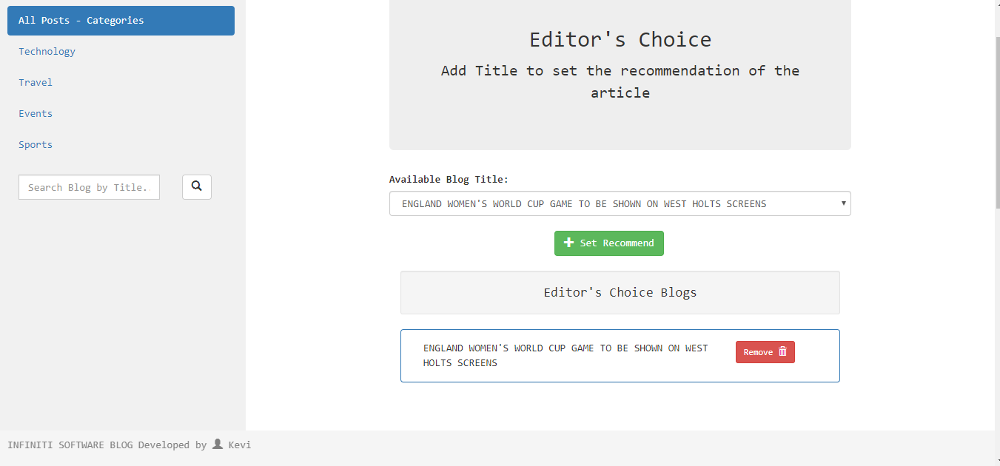 All Posts - Categories
Technology
Travel
Events
Sports
Search Blog by Title.
Editor's Choice
Add Title to set the recommendation of the
article
Available Blog Title:
ENGLAND WOMEN'S WORLD CUP GAME TO BE SHOWN ON WEST HOLTS SCREENS
Set Recommend
Editor's Choice Blogs
ENGLAND WOMEN'S WORLD CUP GAME TO BE SHOWN ON WEST
HOLTS SCREENS
Remove
INFINITI SOFTWARE BLOG Developed by Kevi